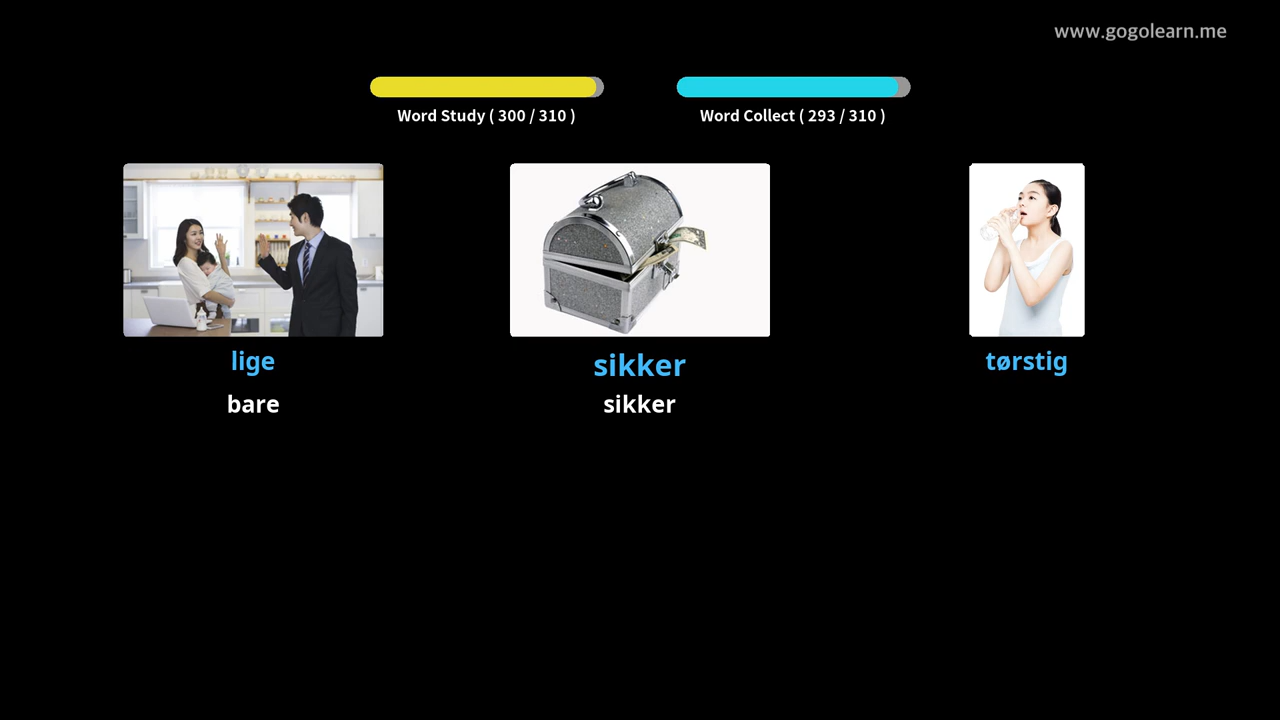 www.gogolearn.me
Word Study ( 300 / 310 )
Word Collect ( 293 / 310 )
lige
sikker
tørstig
bare
sikker